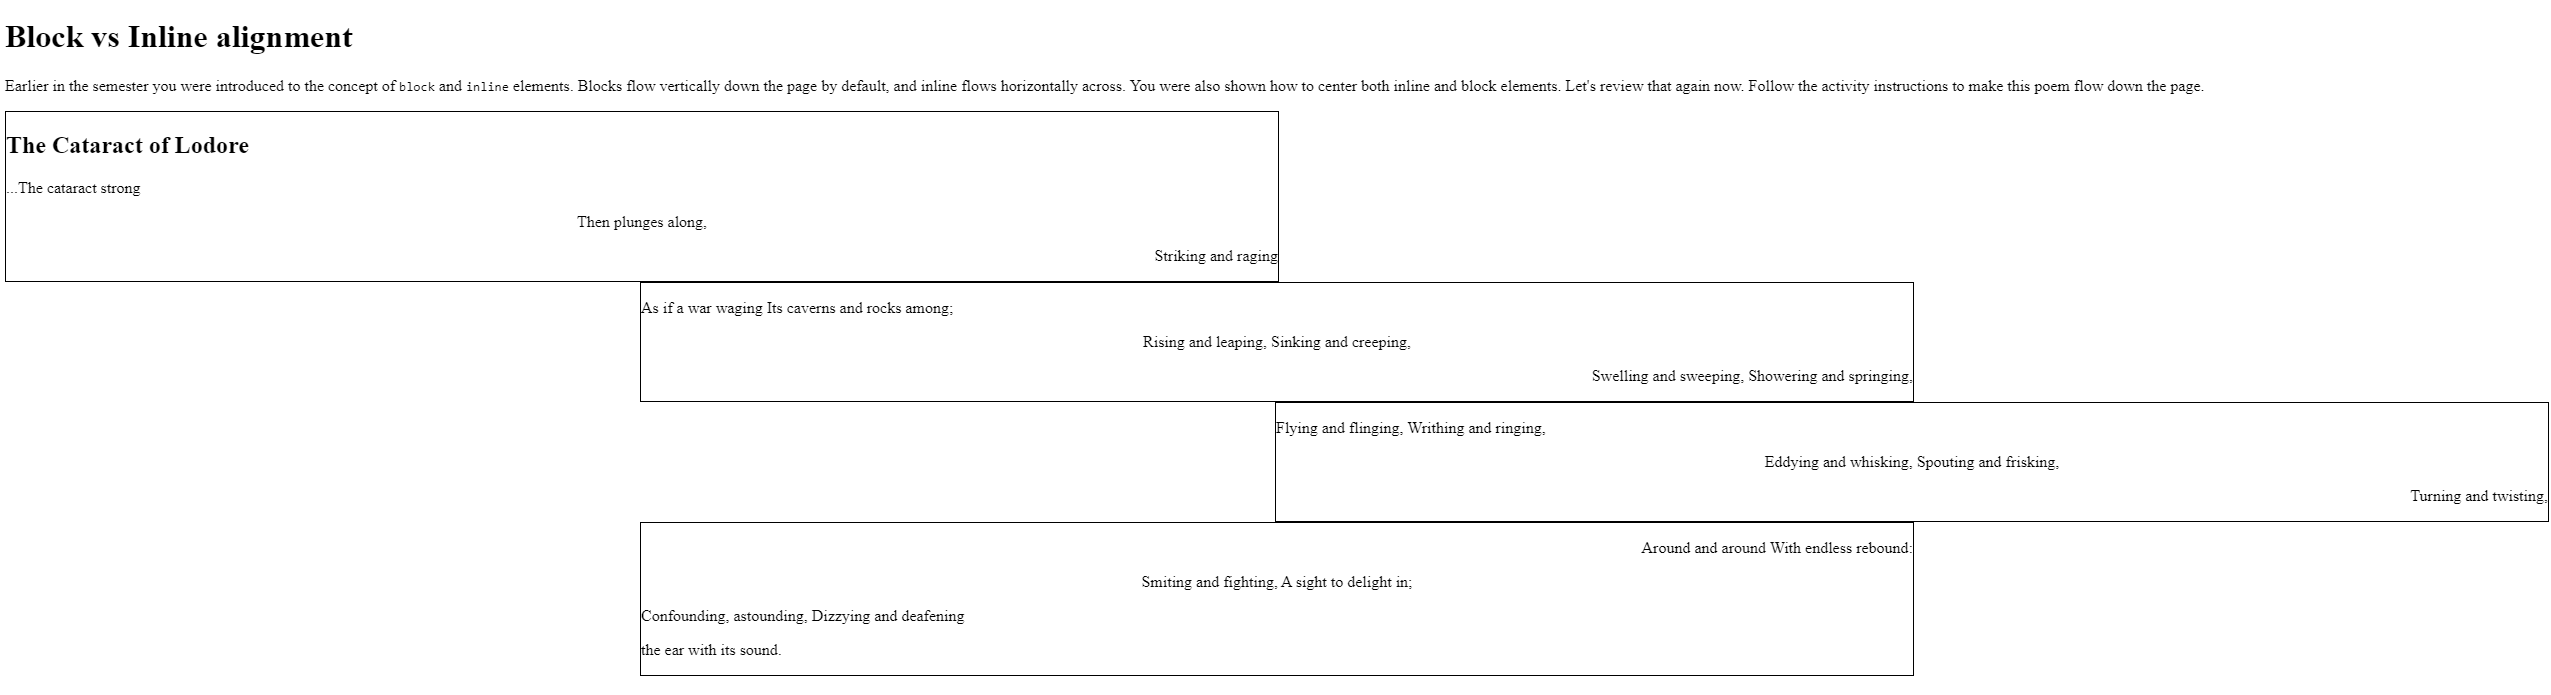 Block vs Inline alignment
Earlier in the semester you were introduced to the concept of block and inline elements. Blocks flow vertically down the page by default, and inline flows horizontally across. You were also shown how to center both inline and block elements. Let's review that again now. Follow the activity instructions to make this poem flow down the page.
The Cataract of Lodore
...The cataract strong
Then plunges along,
Striking and raging
As if a war waging Its caverns and rocks among;
Rising and leaping, Sinking and creeping,
Swelling and sweeping, Showering and springing,
Flying and flinging, Writhing and ringing,
Eddying and whisking, Spouting and frisking,
Turning and twisting,
Around and around With endless rebound:
Smiting and fighting, A sight to delight in;
Confounding, astounding, Dizzying and deafening
the ear with its sound.